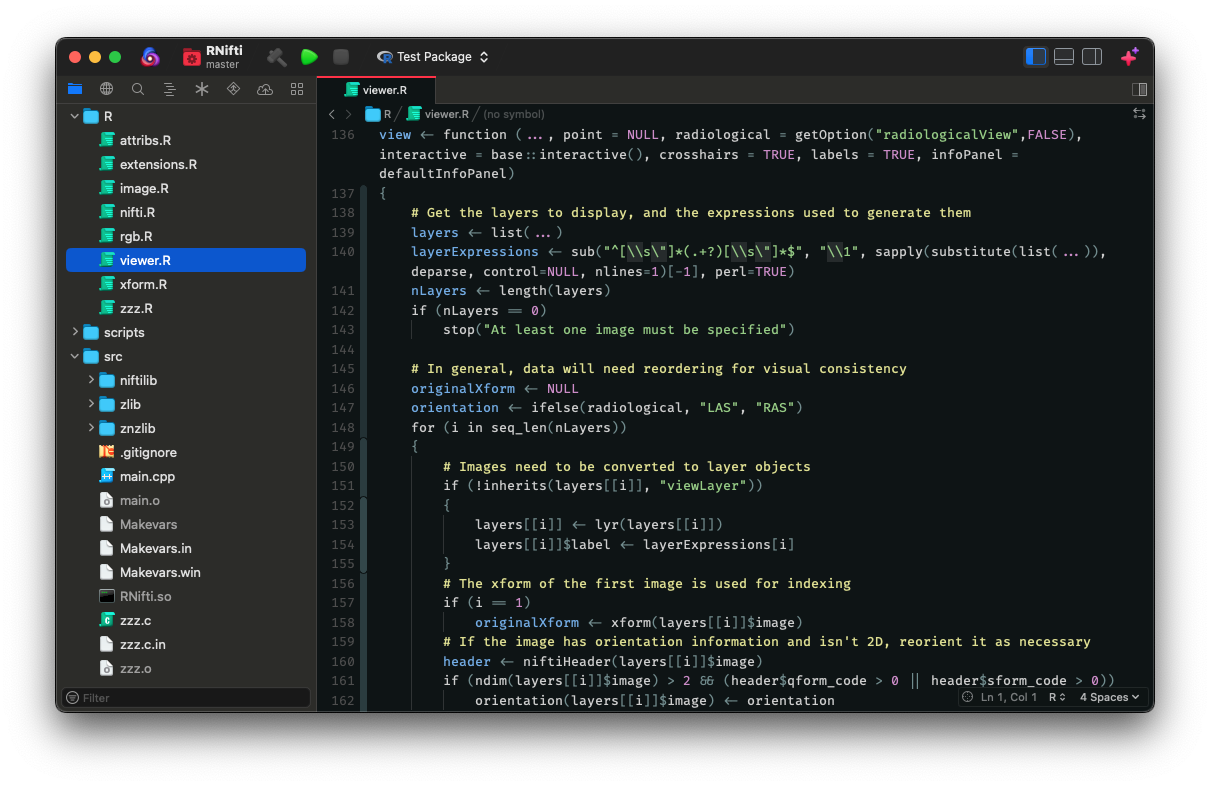 RNifti
master
Test Package
viewer.R
R
attribs.R
extensions.R
image.R
nifti.R
rgb.R
viewer.R
xform.R
zzz.R
scripts
src
niftilib
zlib
znzlib
.gitignore
main.cpp
main.o
Makevars
Makevars.in
Makevars.win
RNifti.so
zzz.c
zzz.c.in
zzz.o
Filter
R / viewer.R / (no symbol)
136 view <- function (..., point = NULL, radiological = getOption("radiologicalView",FALSE),
interactive = base::interactive(), crosshairs = TRUE, labels = TRUE, infoPanel =
defaultInfoPanel)
137 {
138 # Get the layers to display, and the expressions used to generate them
139 layers <- list(...)
140 layerExpressions <- sub("^[\\s\"]*(.+?)[\\s\"]*$", "\\1", sapply(substitute(list(...)),
deparse, control=NULL, nlines=1)[-1], perl=TRUE)
141 nLayers <- length(layers)
142 if (nLayers == 0)
143 stop("At least one image must be specified")
144
145 # In general, data will need reordering for visual consistency
146 originalXform <- NULL
147 orientation <- ifelse(radiological, "LAS", "RAS")
148 for (i in seq_len(nLayers))
149 {
150 # Images need to be converted to layer objects
151 if (!inherits(layers[[i]], "viewLayer"))
152 {
153 layers[[i]] <- lyr(layers[[i]])
154 layers[[i]]$label <- layerExpressions[i]
155 }
156 # The xform of the first image is used for indexing
157 if (i == 1)
158 originalXform <- xform(layers[[i]]$image)
159 # If the image has orientation information and isn't 2D, reorient it as necessary
160 header <- niftiHeader(layers[[i]]$image)
161 if (ndim(layers[[i]]$image) > 2 && (header$qform_code > 0 || header$sform_code > 0))
162 orientation(layers[[i]]$image) <- orientation
Ln 1, Col 1 R 4 Spaces